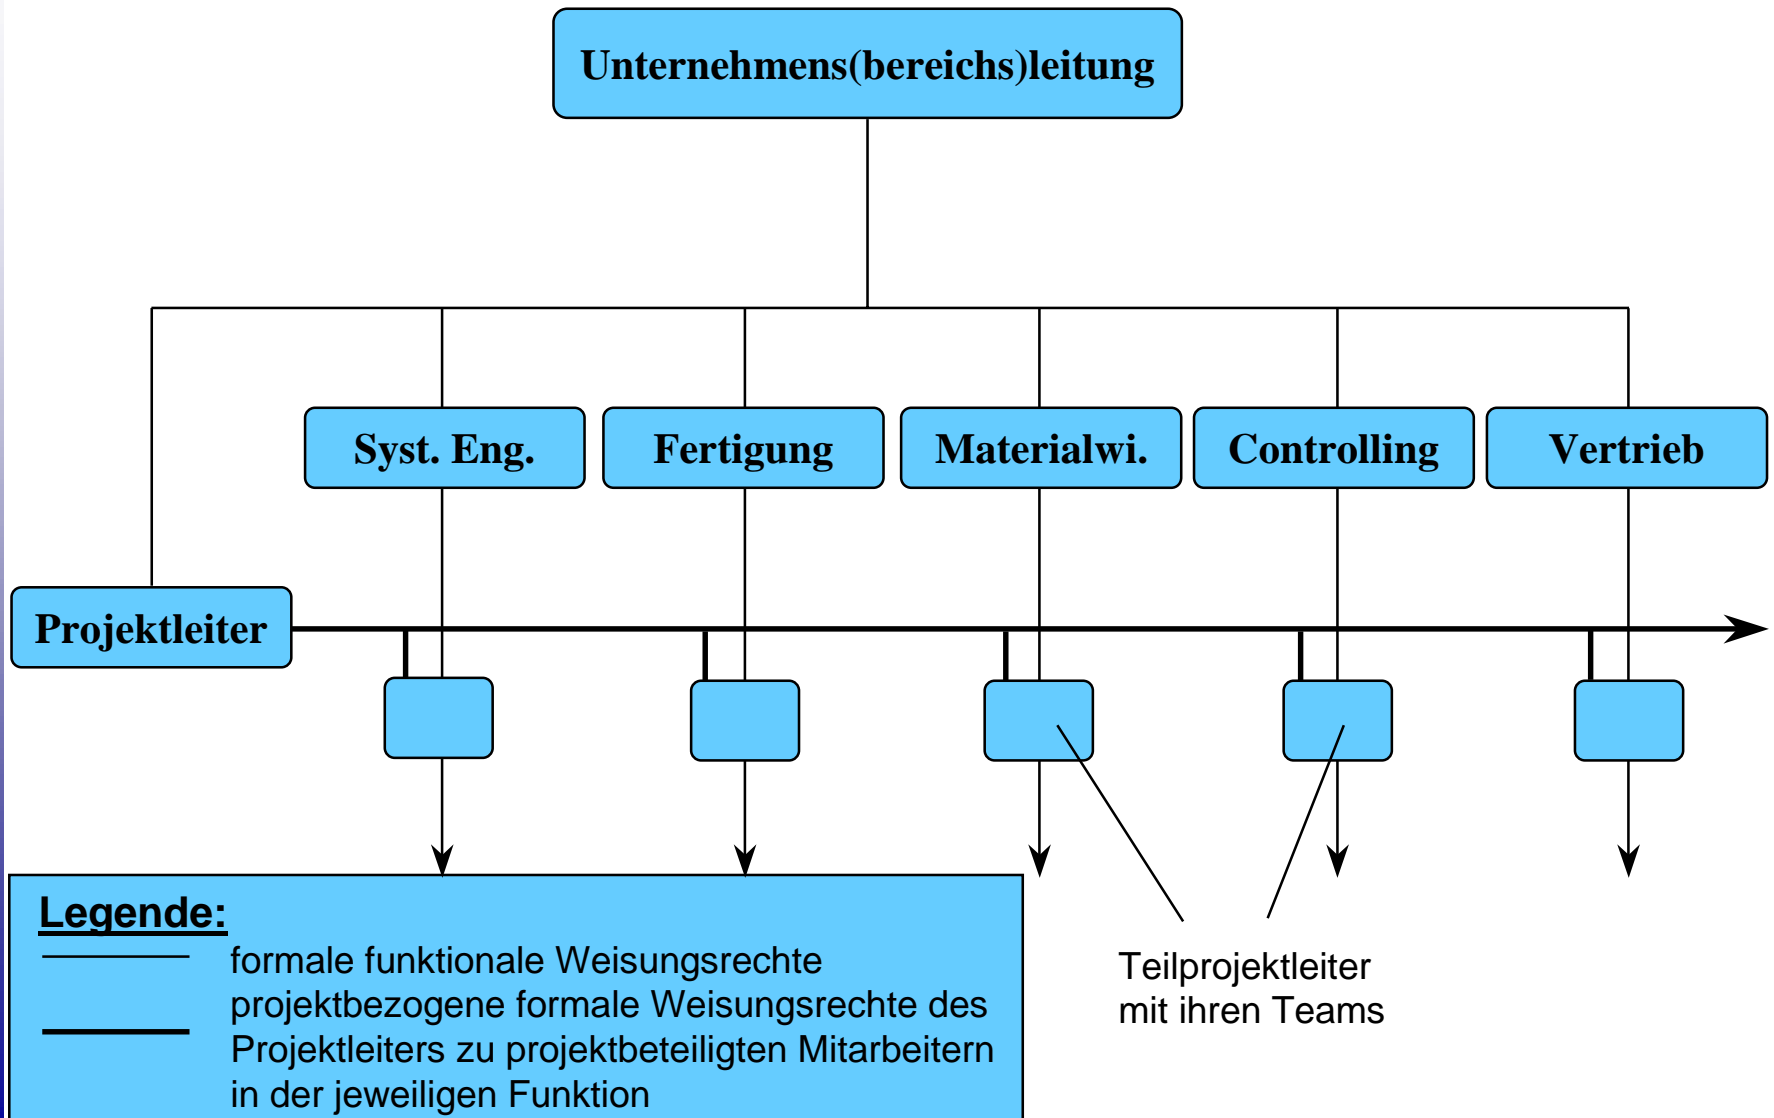 Unternehmens(bereichs)leitung
Syst. Eng.
Fertigung
Materialwi.
Controlling
Vertrieb
Projektleiter
Legende:
formale funktionale Weisungsrechte
projektbezogene formale Weisungsrechte des
Projektleiters zu projektbeteiligten Mitarbeitern
in der jeweiligen Funktion
Teilprojektleiter
mit ihren Teams